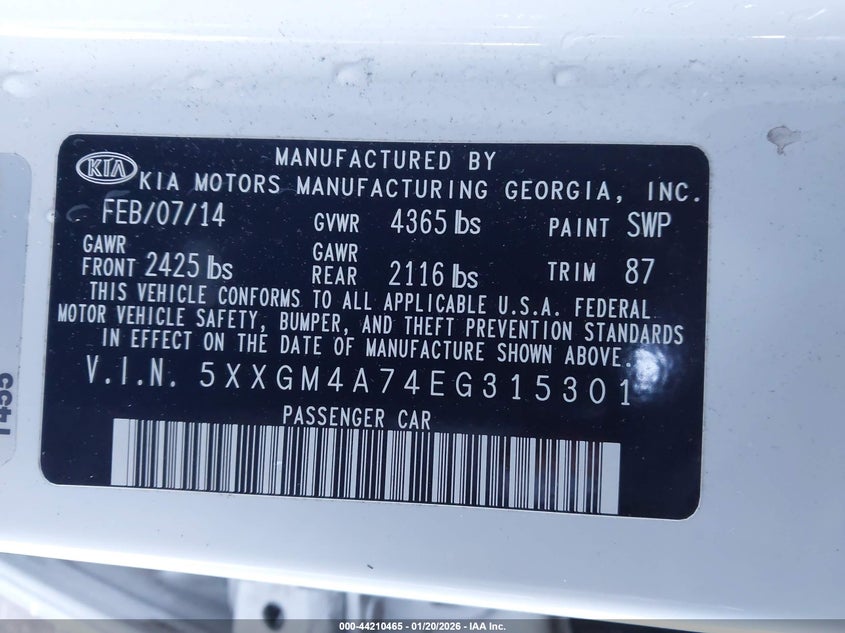 MANUFACTURED BY
KIA KIA MOTORS MANUFACTURING GEORGIA, INC.
FEB/07/14 GVWR 4365 lbs PAINT SWP
GAWR FRONT 2425 lbs GAWR REAR 2116 lbs TRIM 87
THIS VEHICLE CONFORMS TO ALL APPLICABLE U.S.A. FEDERAL
MOTOR VEHICLE SAFETY, BUMPER, AND THEFT PREVENTION STANDARDS
IN EFFECT ON THE DATE OF MANUFACTURE SHOWN ABOVE.
V.I.N. 5XXGM4A74EG315301
PASSENGER CAR
000-44210465 - 01/20/2026 - IAA Inc.